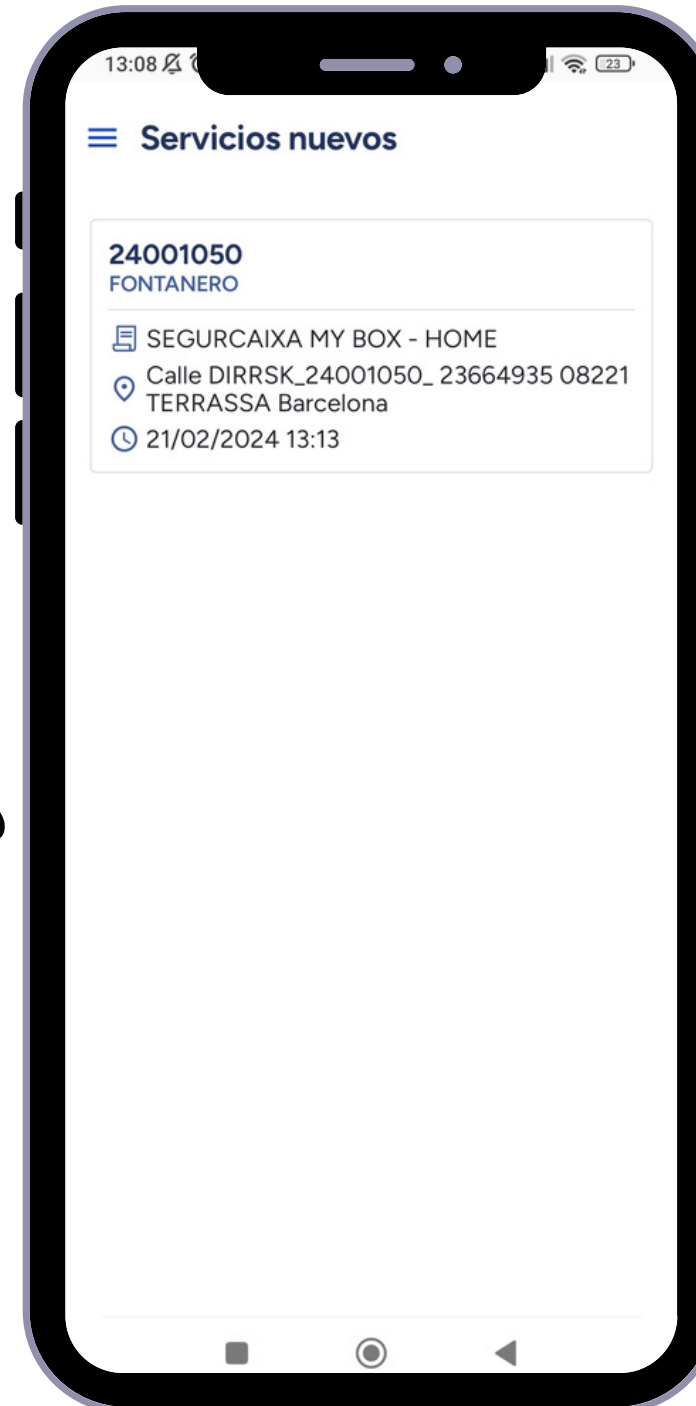 13:08
23
Servicios nuevos
24001050
FONTANERO
SEGURCAIXA MY BOX - HOME
Calle DIRRSK_24001050_ 23664935 08221
TERRASSA Barcelona
21/02/2024 13:13